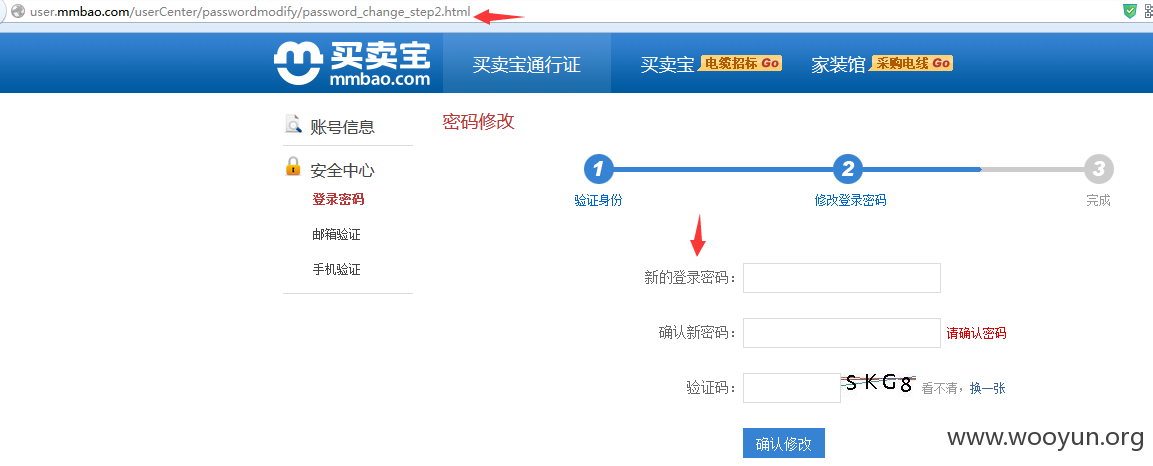 user.mmbao.com/userCenter/passwordmodify/password_change_step2.html
买卖宝
mmbao.com
买卖宝通行证
买卖宝 电缆招标 Go
家装馆 采购电线 Go
账号信息
安全中心
登录密码
邮箱验证
手机验证
密码修改
1 2 3
验证身份 修改登录密码 完成
新的登录密码：
确认新密码： 请确认密码
验证码： SKG8 看不清，换一张
确认修改
www.wooyun.org